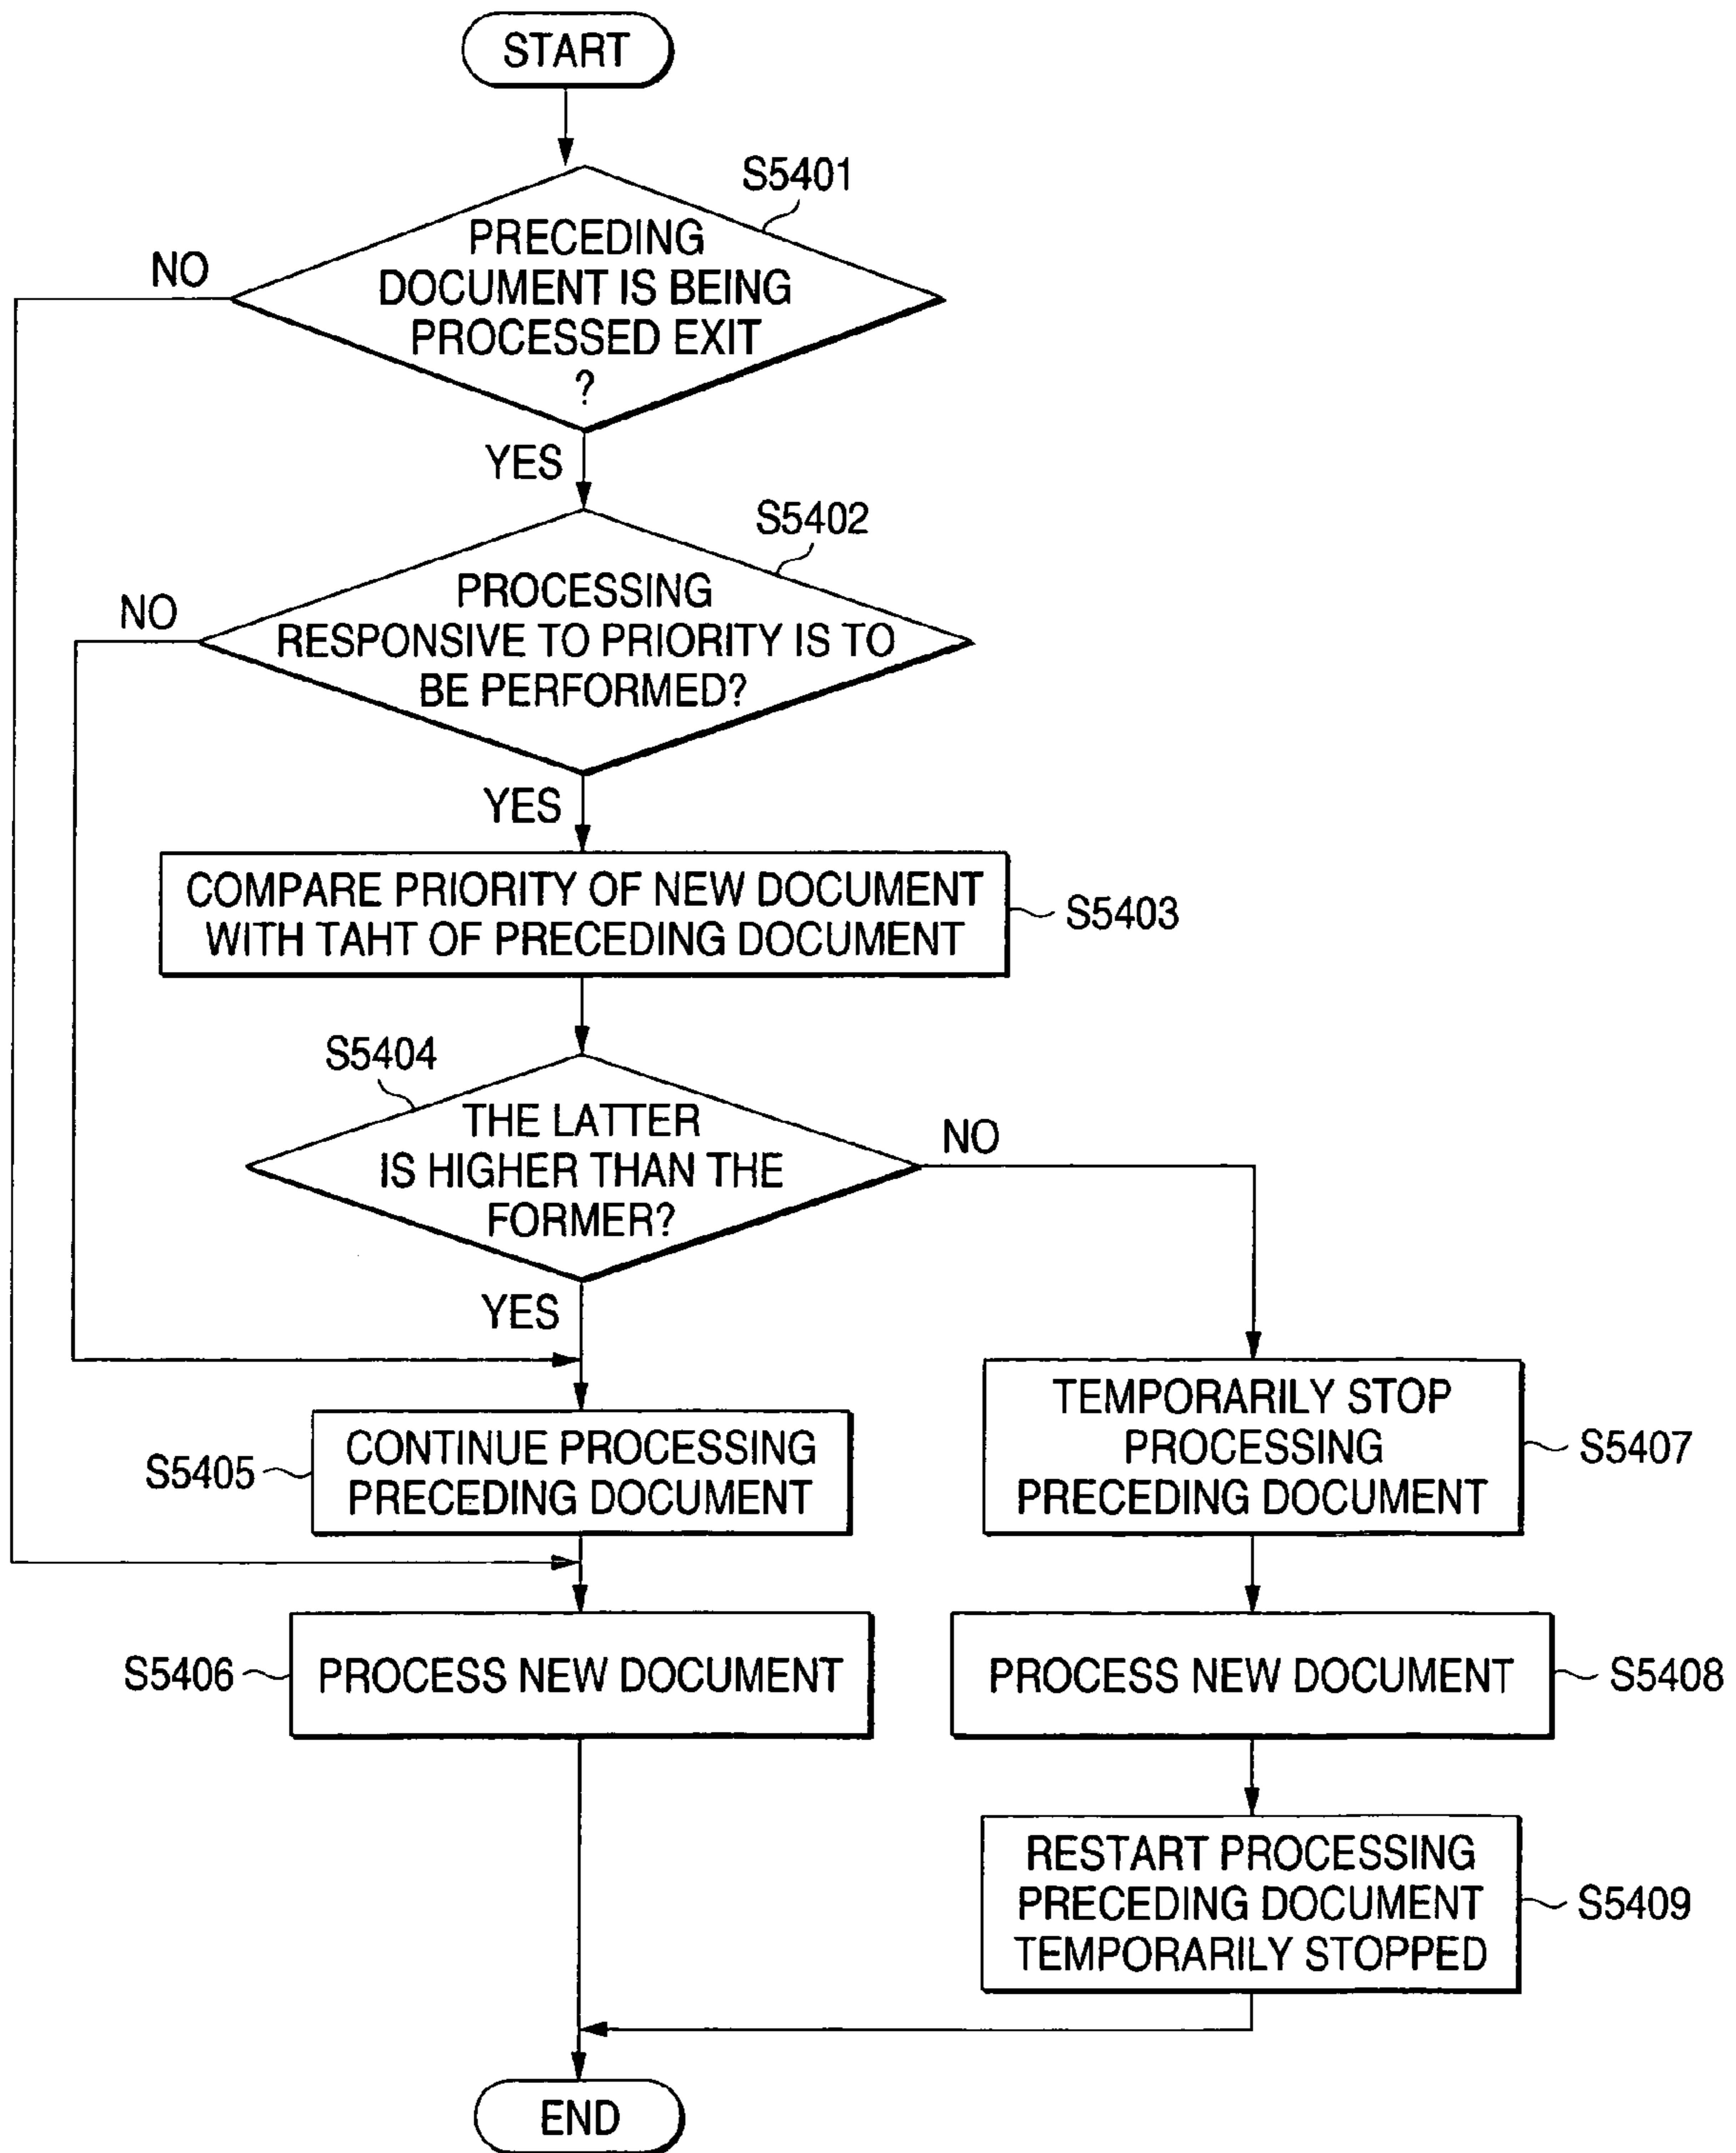 START
S5401
PRECEDING
DOCUMENT IS BEING
PROCESSED EXIT
?
NO
YES
S5402
PROCESSING
RESPONSIVE TO PRIORITY IS TO
BE PERFORMED?
NO
YES
COMPARE PRIORITY OF NEW DOCUMENT
WITH TAHT OF PRECEDING DOCUMENT
S5403
S5404
THE LATTER
IS HIGHER THAN THE
FORMER?
NO
YES
S5405
CONTINUE PROCESSING
PRECEDING DOCUMENT
TEMPORARILY STOP
PROCESSING
PRECEDING DOCUMENT
S5407
S5406
PROCESS NEW DOCUMENT
PROCESS NEW DOCUMENT
S5408
RESTART PROCESSING
PRECEDING DOCUMENT
TEMPORARILY STOPPED
S5409
END